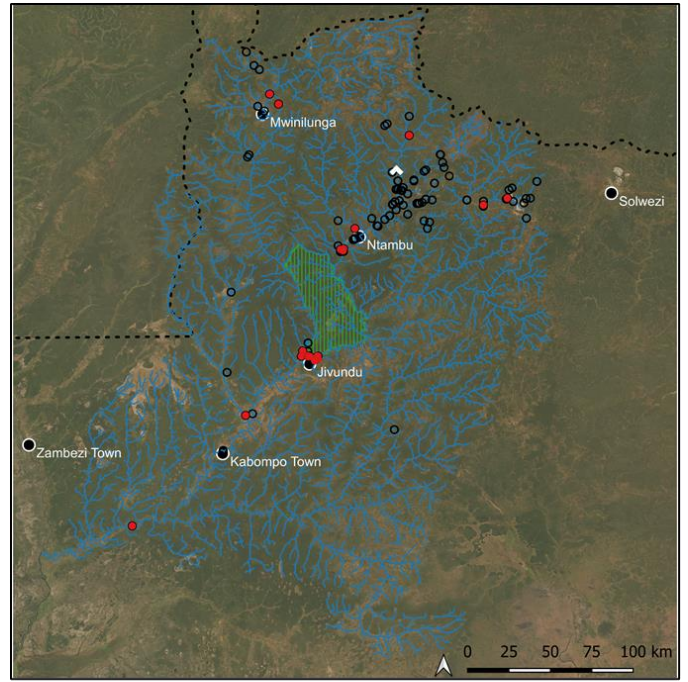 Mwinilunga
Solwezi
Ntambu
Jivundu
Zambezi Town
Kabompo Town
0 25 50 75 100 km